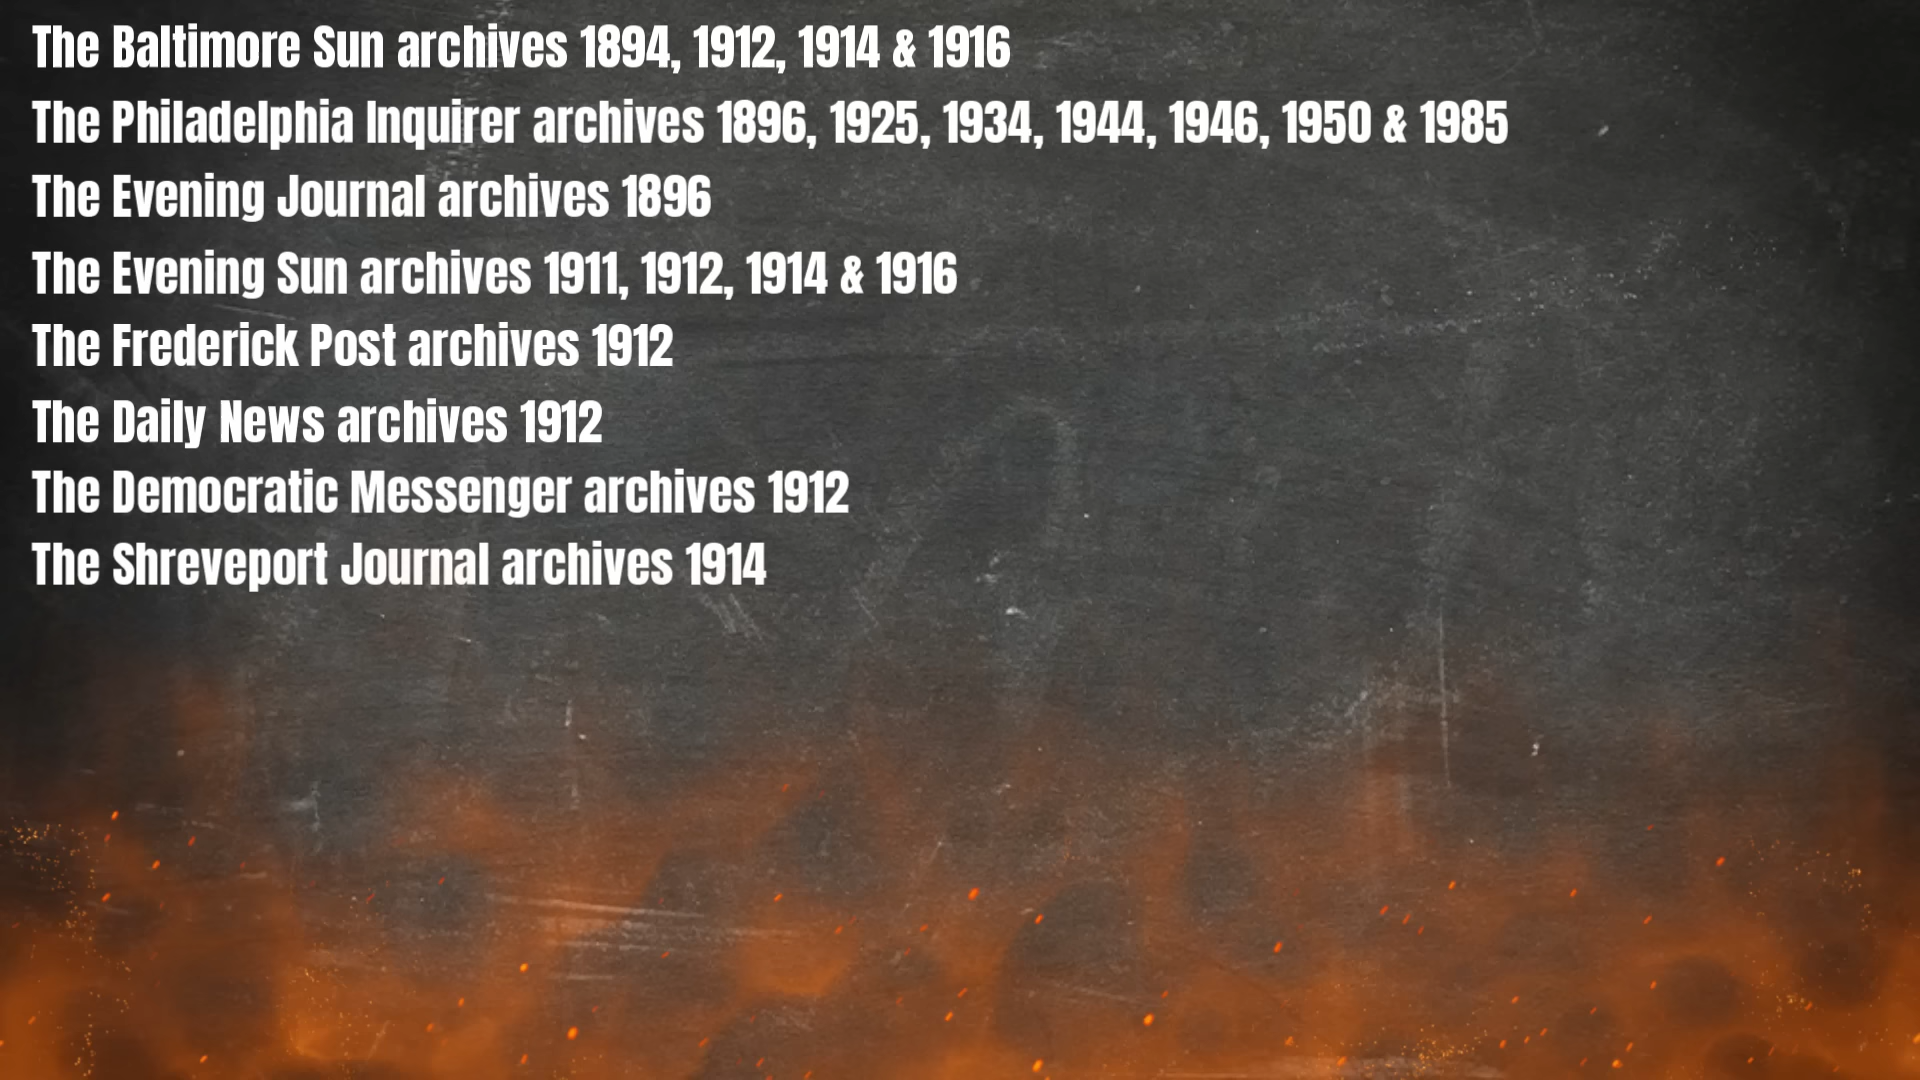 The Baltimore Sun archives 1894, 1912, 1914 & 1916
The Philadelphia Inquirer archives 1896, 1925, 1934, 1944, 1946, 1950 & 1985
The Evening Journal archives 1896
The Evening Sun archives 1911, 1912, 1914 & 1916
The Frederick Post archives 1912
The Daily News archives 1912
The Democratic Messenger archives 1912
The Shreveport Journal archives 1914